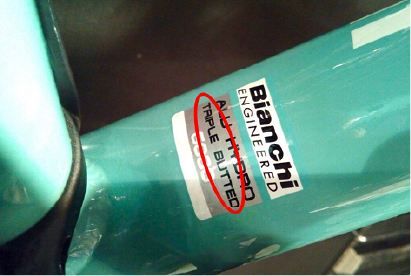 Bianchi
ENGINEERED
ALU HYDRO
TRIPLE BUTTED